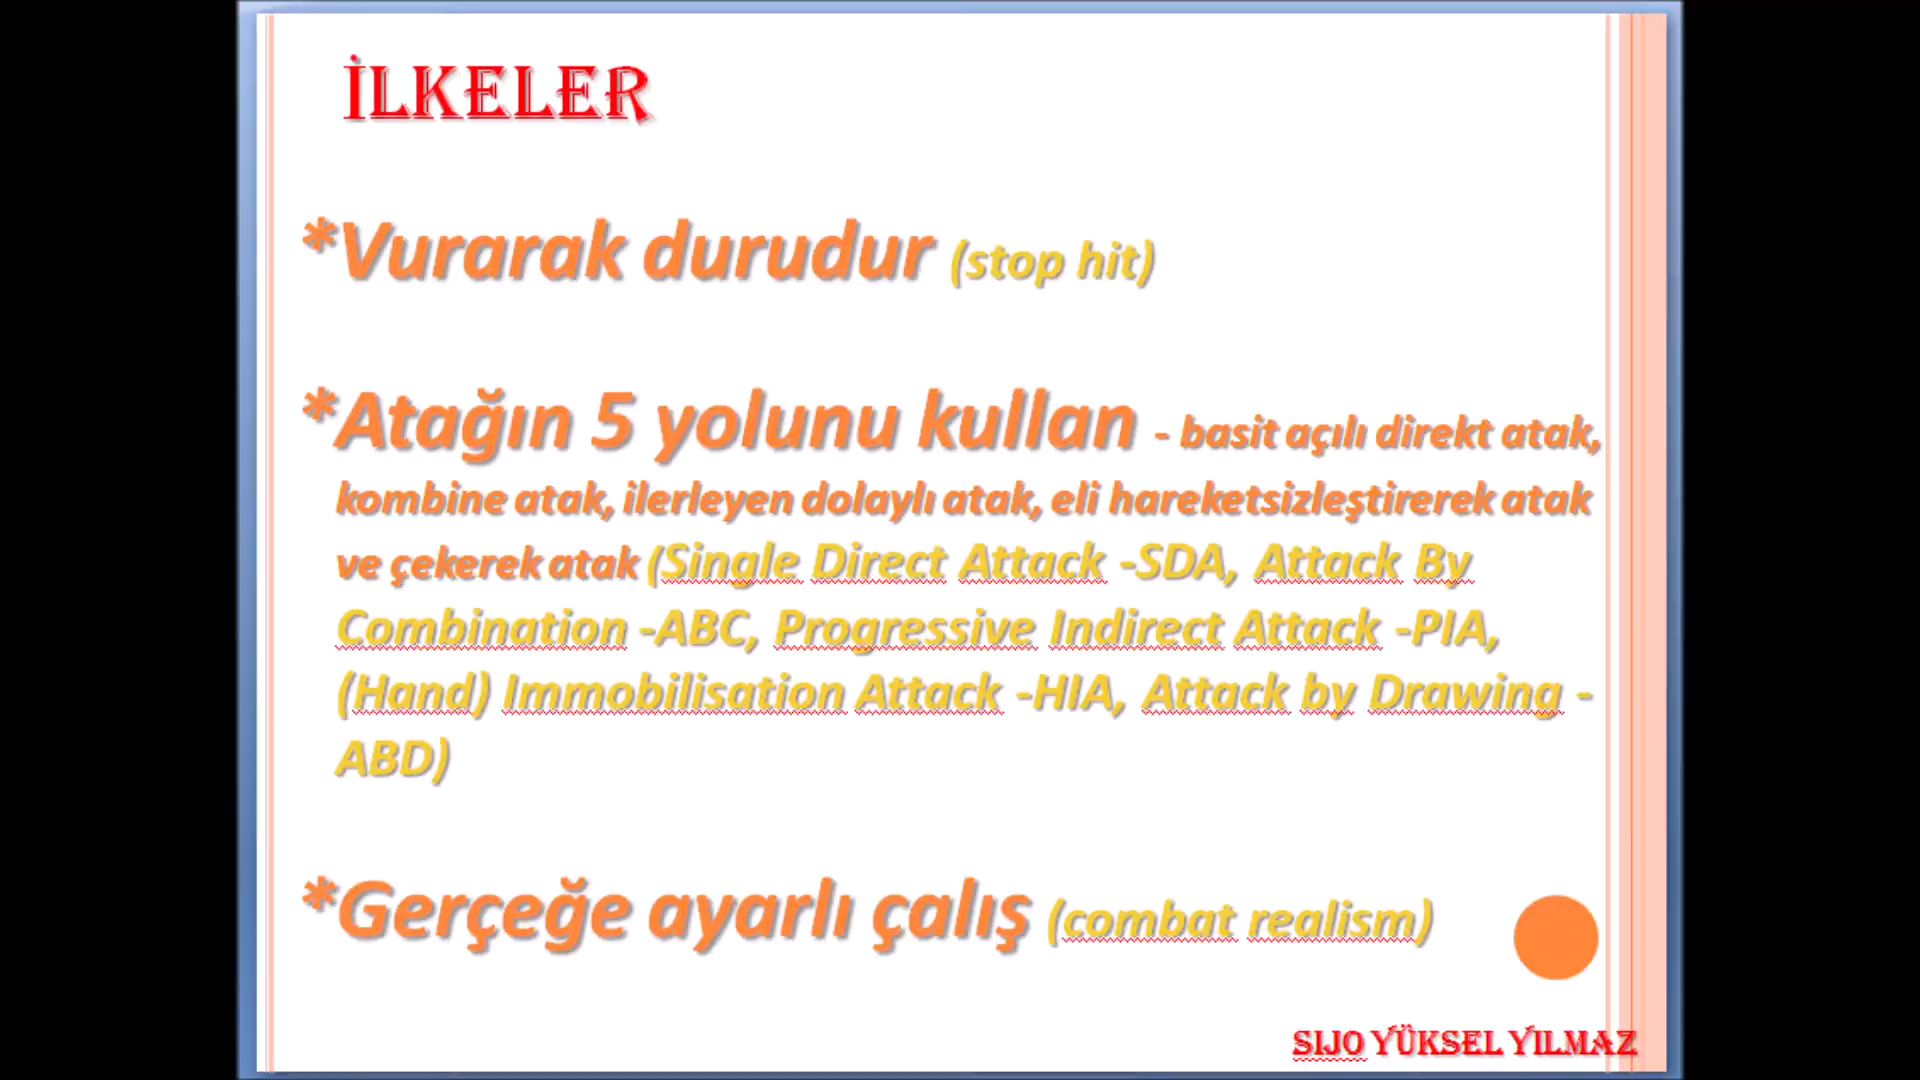 İLKELER
*Vurarak durudur (stop hit)
*Atağın 5 yolunu kullan - basit açılı direkt atak,
kombine atak, ilerleyen dolaylı atak, eli hareketsizleştirerek atak
ve çekerek atak (Single Direct Attack -SDA, Attack By
Combination -ABC, Progressive Indirect Attack -PIA,
(Hand) Immobilisation Attack -HIA, Attack by Drawing -
ABD)
*Gerçeğe ayarlı çalış (combat realism)
SIJO YÜKSEL YILMAZ